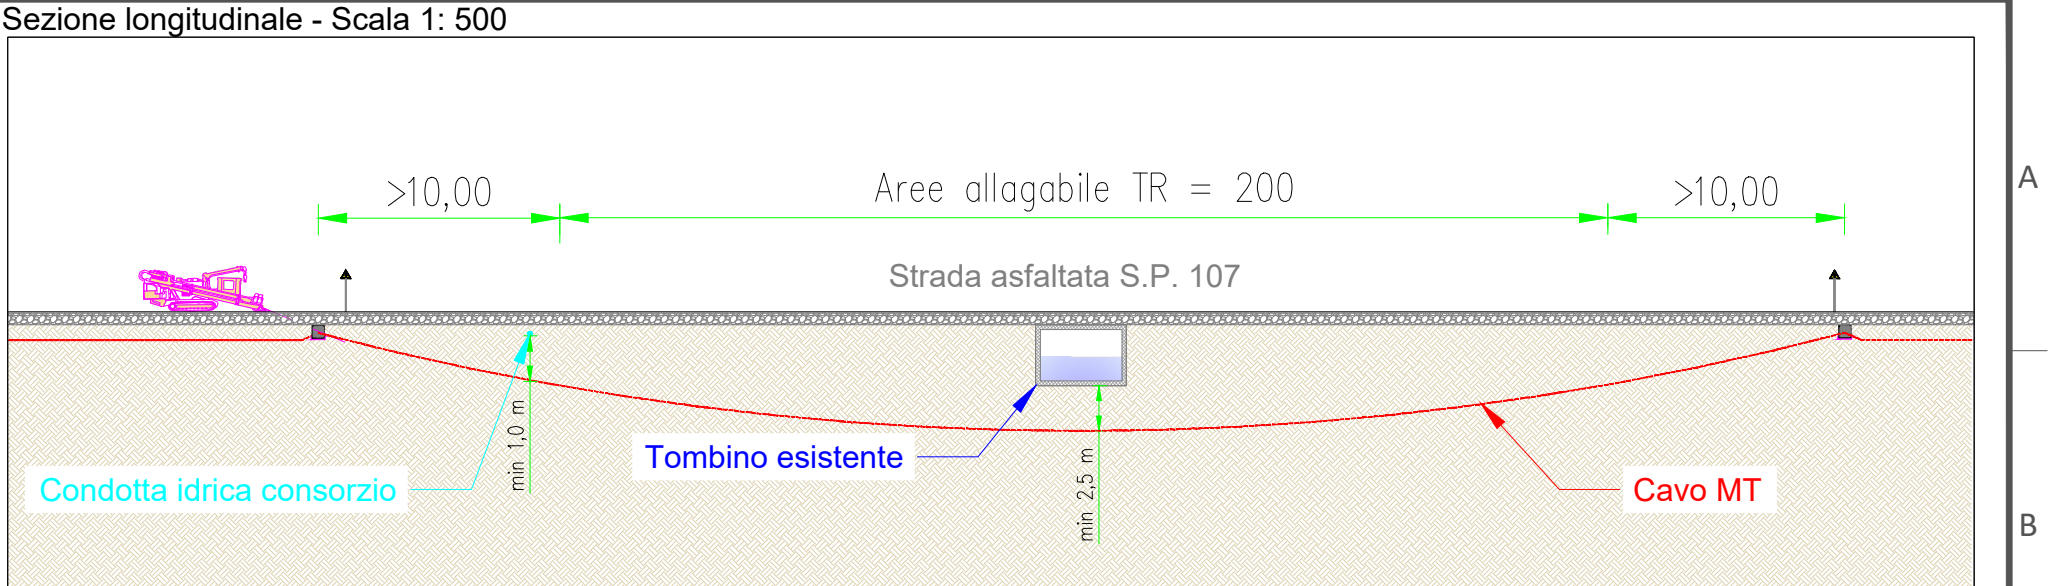 Sezione longitudinale - Scala 1: 500
>10,00
Aree allagabile TR = 200
>10,00
A
Strada asfaltata S.P. 107
min 1,0 m
Tombino esistente
min 2,5 m
Condotta idrica consorzio
Cavo MT
B